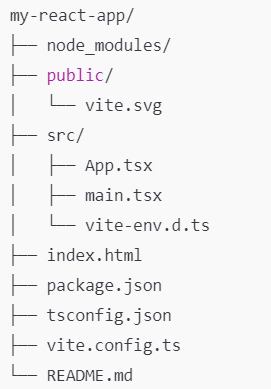 my-react-app/
├── node_modules/
├── public/
│   └── vite.svg
├── src/
│   ├── App.tsx
│   ├── main.tsx
│   └── vite-env.d.ts
├── index.html
├── package.json
├── tsconfig.json
├── vite.config.ts
└── README.md